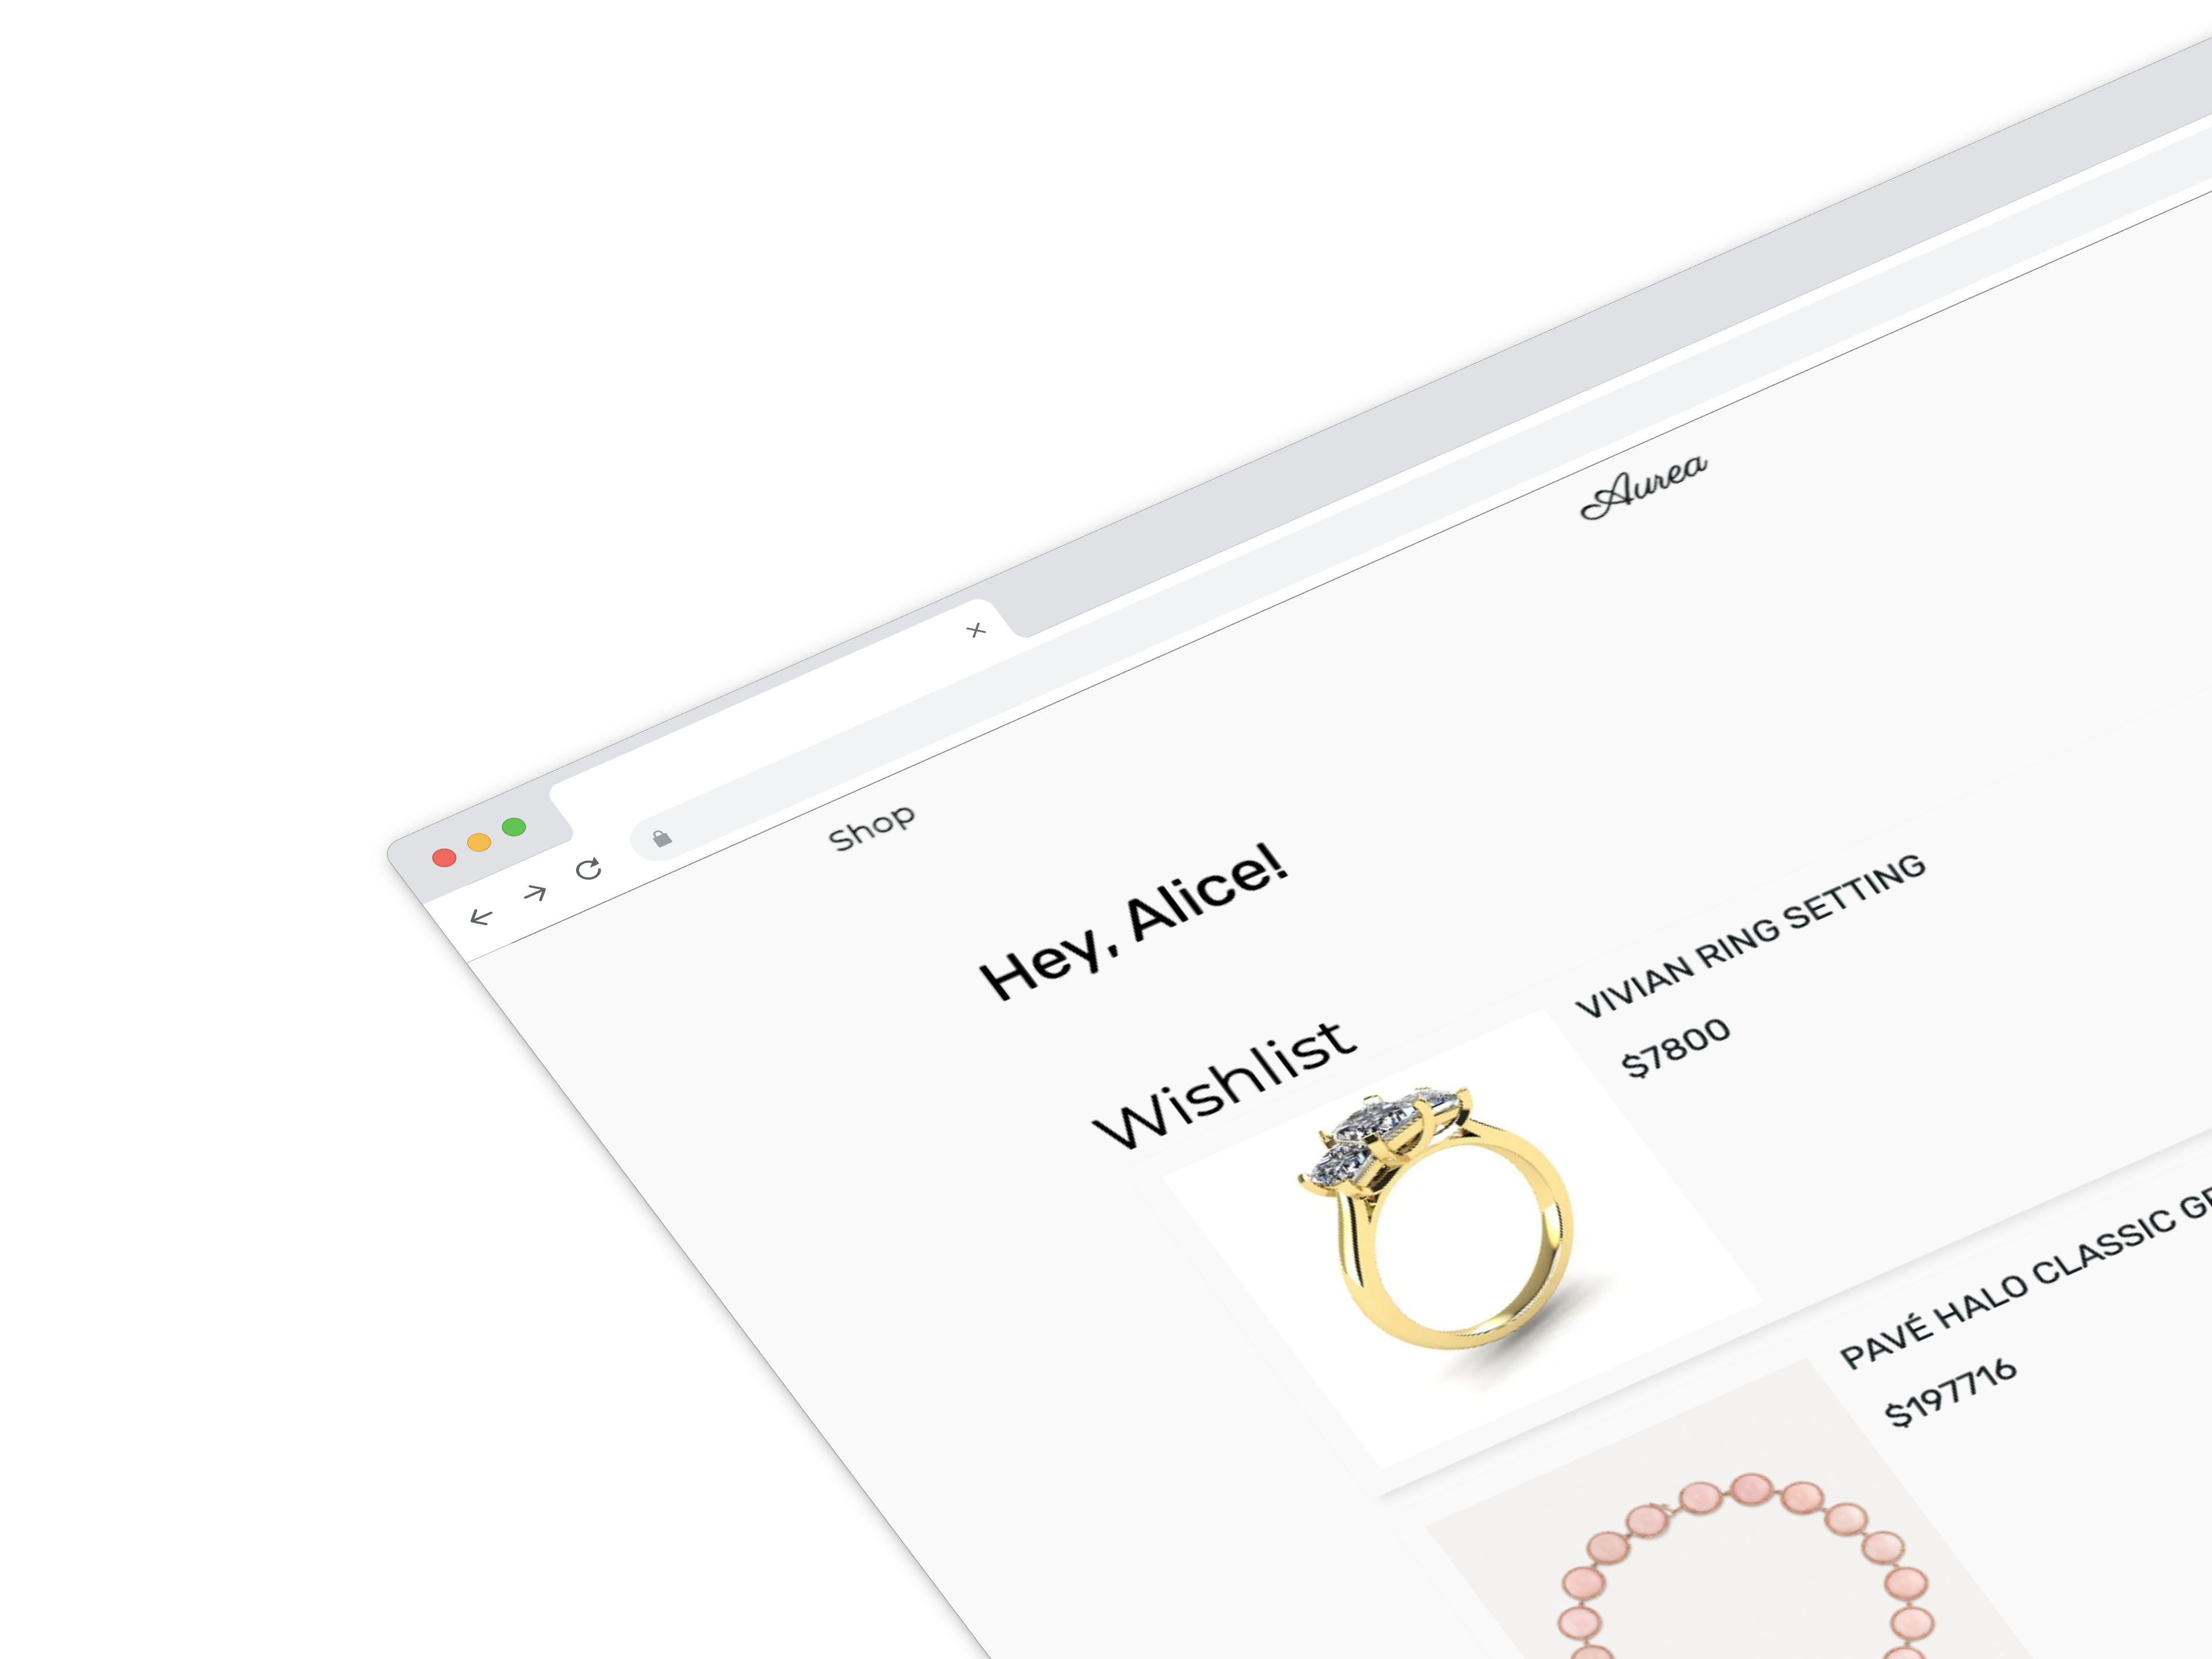 Aurea
Shop
Hey, Alice!
Wishlist
VIVIAN RING SETTING
$7800
PAVÉ HALO CLASSIC
$197716